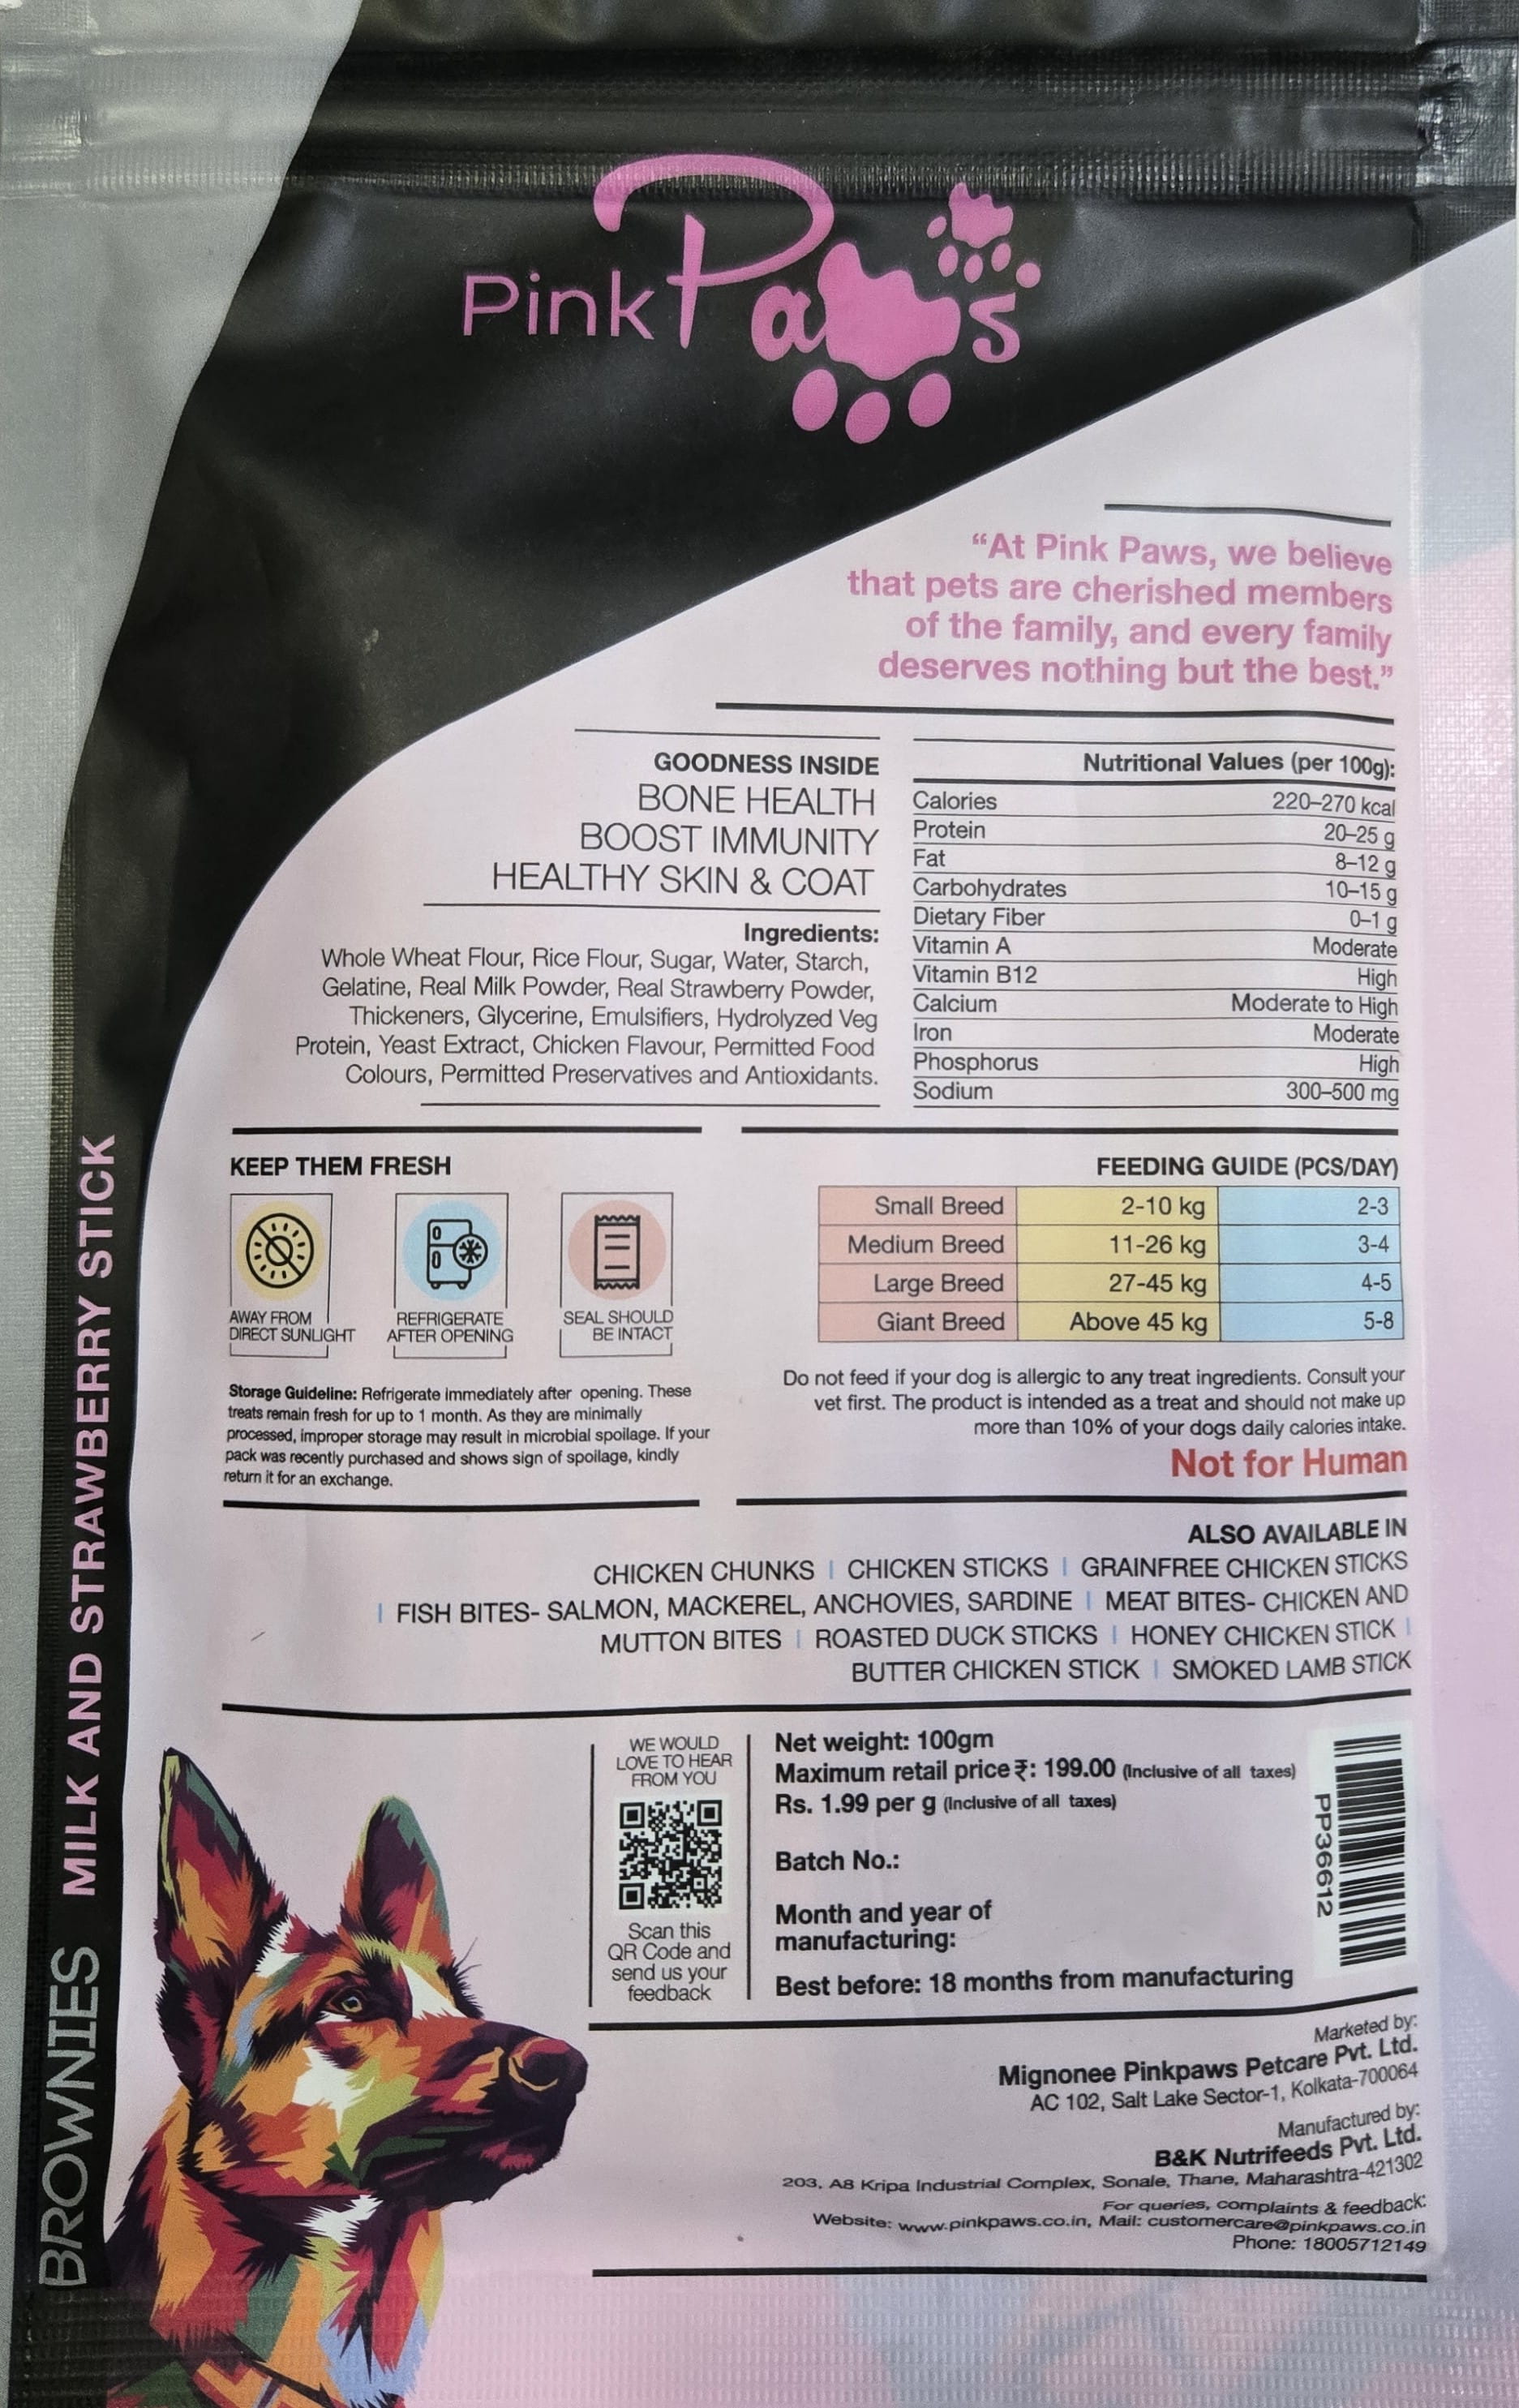 Pink Paws
“At Pink Paws, we believe
that pets are cherished members
of the family, and every family
deserves nothing but the best.”
GOODNESS INSIDE
BONE HEALTH
BOOST IMMUNITY
HEALTHY SKIN & COAT
Ingredients:
Whole Wheat Flour, Rice Flour, Sugar, Water, Starch,
Gelatine, Real Milk Powder, Real Strawberry Powder,
Thickeners, Glycerine, Emulsifiers, Hydrolyzed Veg
Protein, Yeast Extract, Chicken Flavour, Permitted Food
Colours, Permitted Preservatives and Antioxidants.
Nutritional Values (per 100g):
Calories 220–270 kcal
Protein 20–25 g
Fat 8–12 g
Carbohydrates 10–15 g
Dietary Fiber 0–1 g
Vitamin A Moderate
Vitamin B12 High
Calcium Moderate to High
Iron Moderate
Phosphorus High
Sodium 300–500 mg
KEEP THEM FRESH
AWAY FROM
DIRECT SUNLIGHT
REFRIGERATE
AFTER OPENING
SEAL SHOULD
BE INTACT
Storage Guideline: Refrigerate immediately after opening. These
treats remain fresh for up to 1 month. As they are minimally
processed, improper storage may result in microbial spoilage. If your
pack was recently purchased and shows sign of spoilage, kindly
return it for an exchange.
FEEDING GUIDE (PCS/DAY)
Small Breed 2-10 kg 2-3
Medium Breed 11-26 kg 3-4
Large Breed 27-45 kg 4-5
Giant Breed Above 45 kg 5-8
Do not feed if your dog is allergic to any treat ingredients. Consult your
vet first. The product is intended as a treat and should not make up
more than 10% of your dogs daily calories intake.
Not for Human
ALSO AVAILABLE IN
CHICKEN CHUNKS | CHICKEN STICKS | GRAINFREE CHICKEN STICKS
| FISH BITES- SALMON, MACKEREL, ANCHOVIES, SARDINE | MEAT BITES- CHICKEN AND
MUTTON BITES | ROASTED DUCK STICKS | HONEY CHICKEN STICK |
BUTTER CHICKEN STICK | SMOKED LAMB STICK
WE WOULD
LOVE TO HEAR
FROM YOU
Scan this
QR Code and
send us your
feedback
Net weight: 100gm
Maximum retail price ₹: 199.00 (Inclusive of all taxes)
Rs. 1.99 per g (Inclusive of all taxes)
Batch No.:
Month and year of
manufacturing:
Best before: 18 months from manufacturing
PP36612
Marketed by:
Mignonee Pinkpaws Petcare Pvt. Ltd.
AC 102, Salt Lake Sector-1, Kolkata-700064
Manufactured by:
B&K Nutrifeeds Pvt. Ltd.
203, A8 Kripa Industrial Complex, Sonale, Thane, Maharashtra-421302
For queries, complaints & feedback:
Website: www.pinkpaws.co.in, Mail: customercare@pinkpaws.co.in
Phone: 18005712149
BROWNIES MILK AND STRAWBERRY STICK